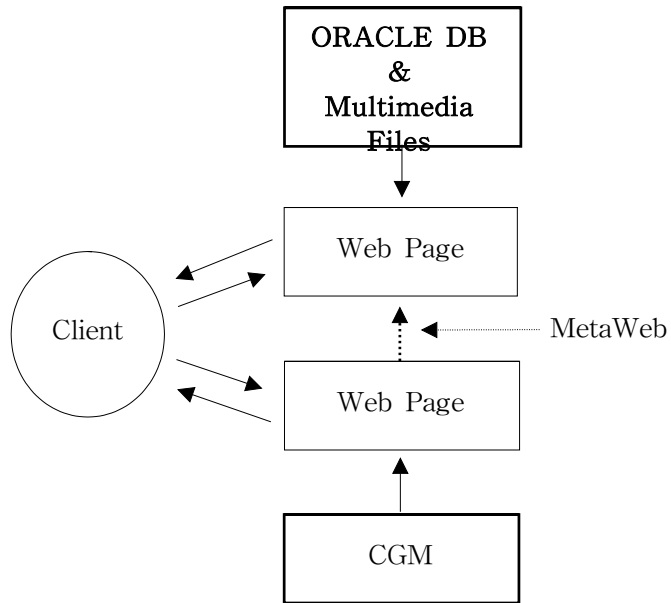 ORACLE DB
&
Multimedia
Files
Web Page
Client
MetaWeb
Web Page
CGM